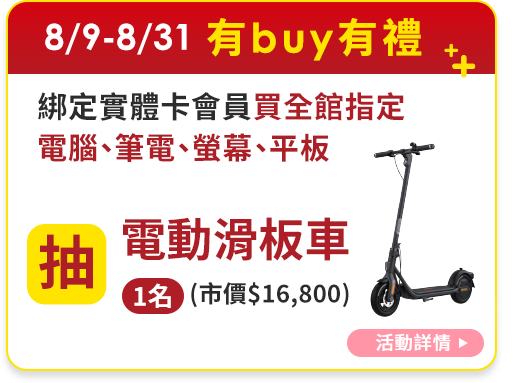 8/9-8/31 有buy有禮
綁定實體卡會員買全館指定
電腦、筆電、螢幕、平板
抽
電動滑板車
1名 (市價$16,800)
活動詳情 ▶